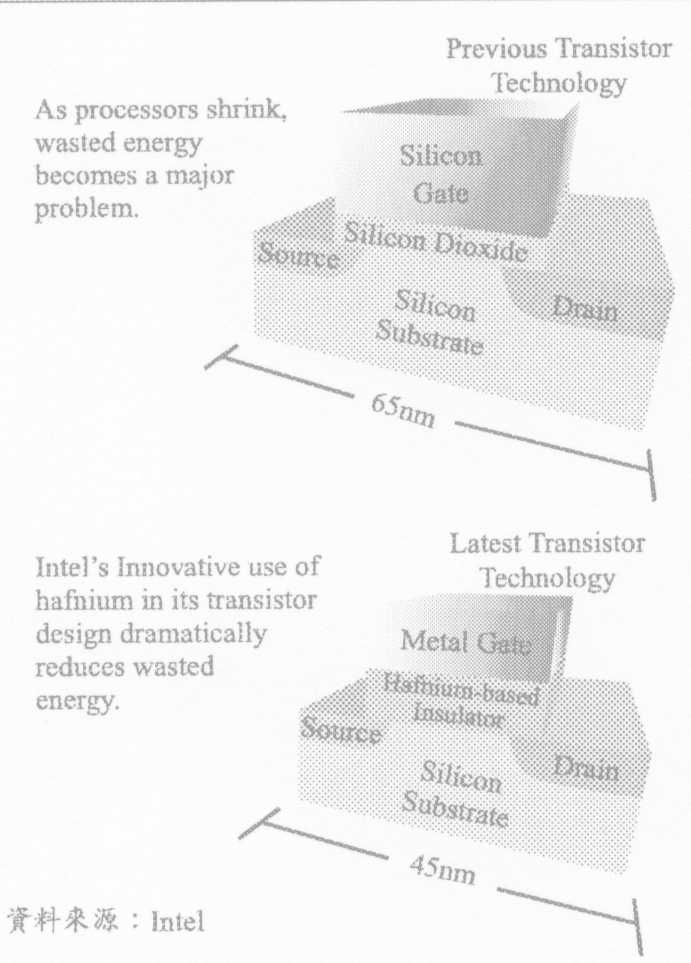 Previous Transistor
Technology
As processors shrink,
wasted energy
becomes a major
problem.
Silicon
Gate
Silicon Dioxide
Source
Drain
Silicon
Substrate
65nm
Latest Transistor
Technology
Intel's Innovative use of
hafnium in its transistor
design dramatically
reduces wasted
energy.
Metal Gate
Hafnium-based
Insulator
Source
Drain
Silicon
Substrate
45nm
資料來源：Intel